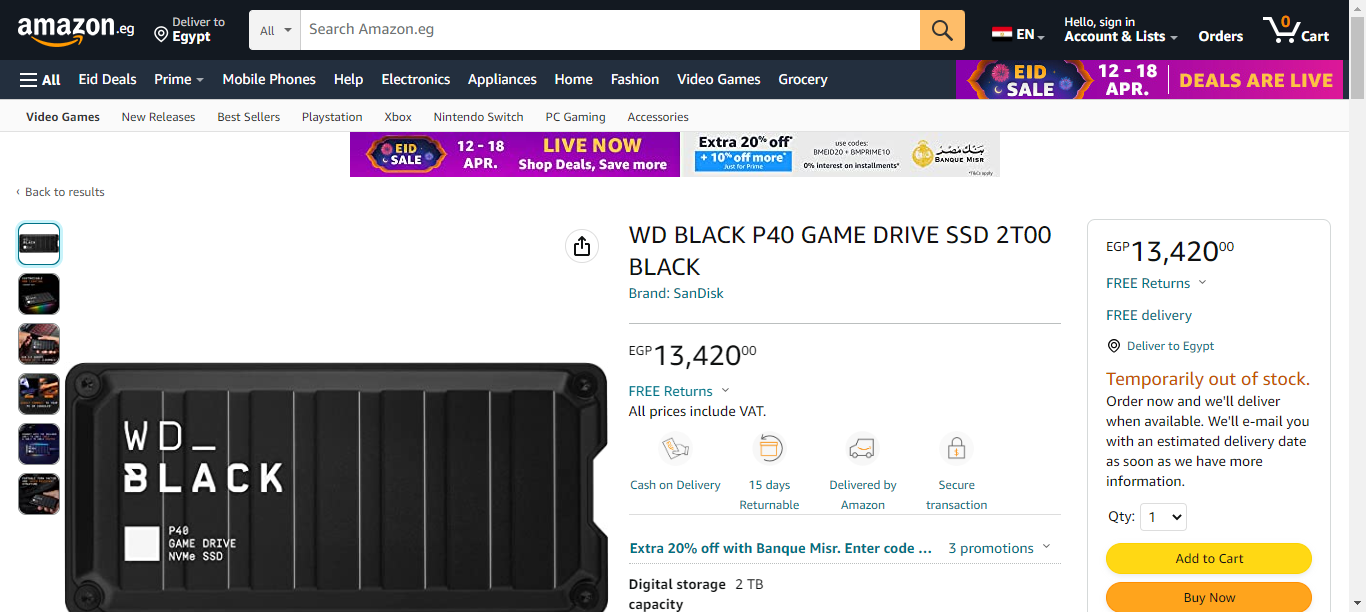 amazon.eg
Deliver to
Egypt
All
Search Amazon.eg
EN
Hello, sign in
Account & Lists
Orders
0
Cart
All
Eid Deals
Prime
Mobile Phones
Help
Electronics
Appliances
Home
Fashion
Video Games
Grocery
EID
SALE
12 - 18
APR.
DEALS ARE LIVE
Video Games
New Releases
Best Sellers
Playstation
Xbox
Nintendo Switch
PC Gaming
Accessories
EID
SALE
12 - 18
APR.
LIVE NOW
Shop Deals, Save more
Extra 20% off*
+ 10% off more*
Just for Prime
use codes:
BMEID20 + BMPRIME10
0% interest on installments*
بنك مصر
BANQUE MISR
*T&Cs apply
‹ Back to results
WD BLACK P40 GAME DRIVE SSD 2T00
BLACK
Brand: SanDisk
EGP 13,420 00
FREE Returns
All prices include VAT.
Cash on Delivery
15 days
Returnable
Delivered by
Amazon
Secure
transaction
Extra 20% off with Banque Misr. Enter code ...
3 promotions
Digital storage
capacity
2 TB
WD_
BLACK
P40
GAME DRIVE
NVMe SSD
EGP 13,420 00
FREE Returns
FREE delivery
Deliver to Egypt
Temporarily out of stock.
Order now and we'll deliver
when available. We'll e-mail you
with an estimated delivery date
as soon as we have more
information.
Qty: 1
Add to Cart
Buy Now